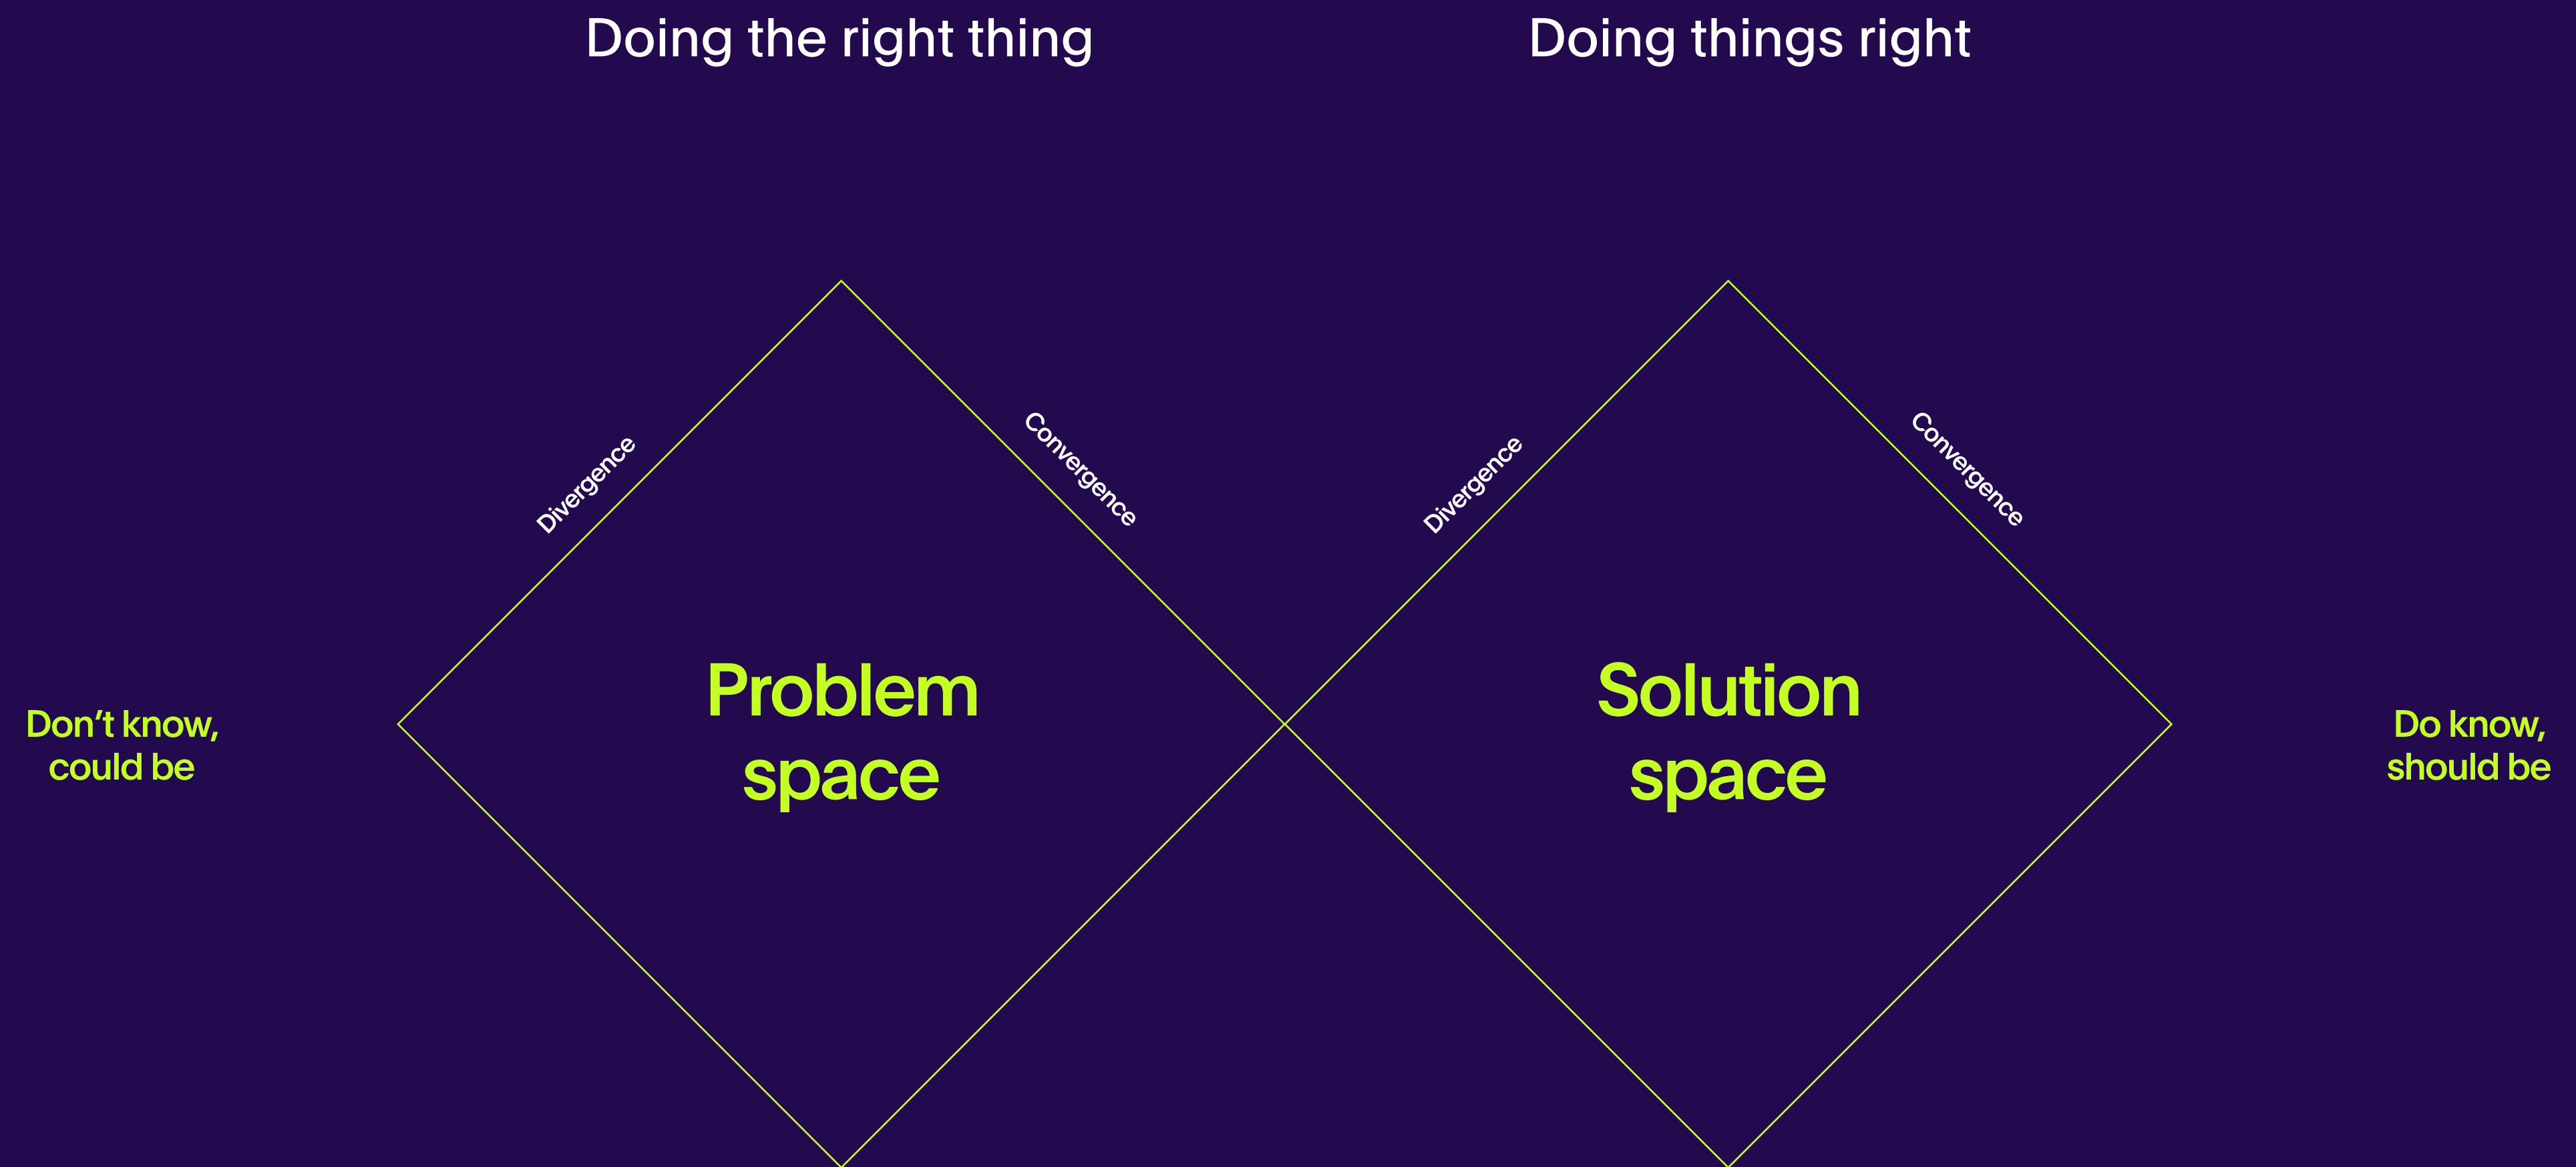 Doing the right thing
Doing things right
Divergence
Convergence
Divergence
Convergence
Problem
space
Solution
space
Don’t know,
could be
Do know,
should be